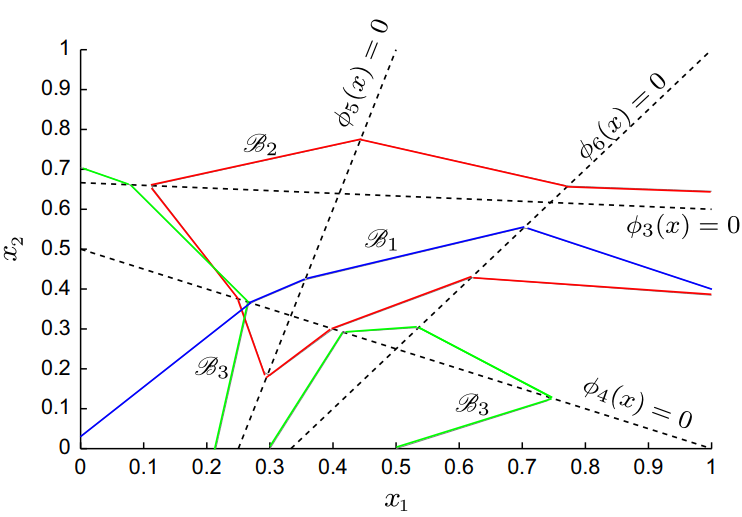 1
0.9
0.8
0.7
0.6
0.5
0.4
0.3
0.2
0.1
0
x₂
0 0.1 0.2 0.3 0.4 0.5 0.6 0.7 0.8 0.9 1
x₁
ϕ₅(x) = 0
ϕ₆(x) = 0
ℬ₂
ϕ₃(x) = 0
ℬ₁
ℬ₃
ℬ₃
ϕ₄(x) = 0